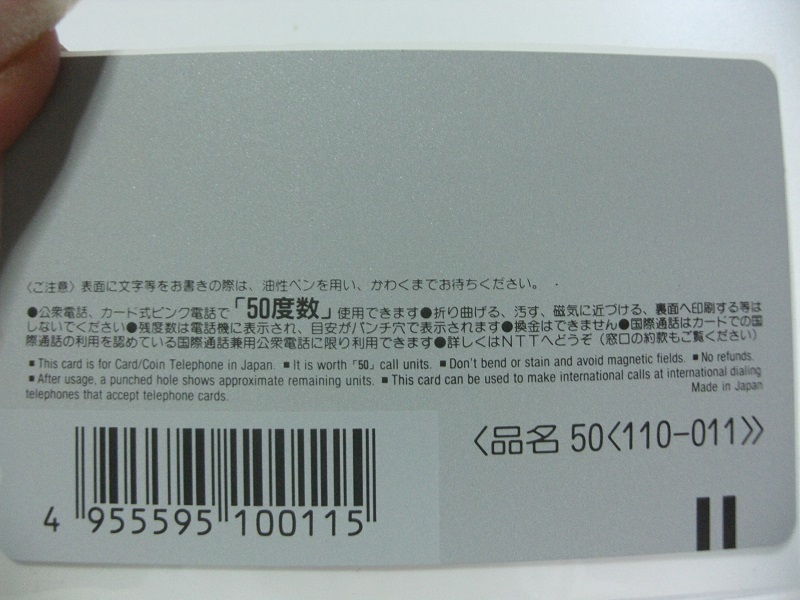 〈ご注意〉表面に文字等をお書きの際は、油性ペンを用い、かわくまでお待ちください。
●公衆電話、カード式ピンク電話で「50度数」使用できます●折り曲げる、汚す、磁気に近づける、裏面へ印刷する等は
しないでください●残度数は電話機に表示され、目安がパンチ穴で表示されます●換金はできません●国際通話はカードでの国
際通話の利用を認めている国際通話兼用公衆電話に限り利用できます●詳しくはNTTへどうぞ（窓口の約款もご覧ください）
■This card is for Card/Coin Telephone in Japan. ■It is worth「50」call units. ■Don't bend or stain and avoid magnetic fields. ■No refunds.
■After usage, a punched hole shows approximate remaining units. ■This card can be used to make international calls at international dialing
telephones that accept telephone cards.
Made in Japan
〈品名 50〈110-011〉〉
4 955595 100115